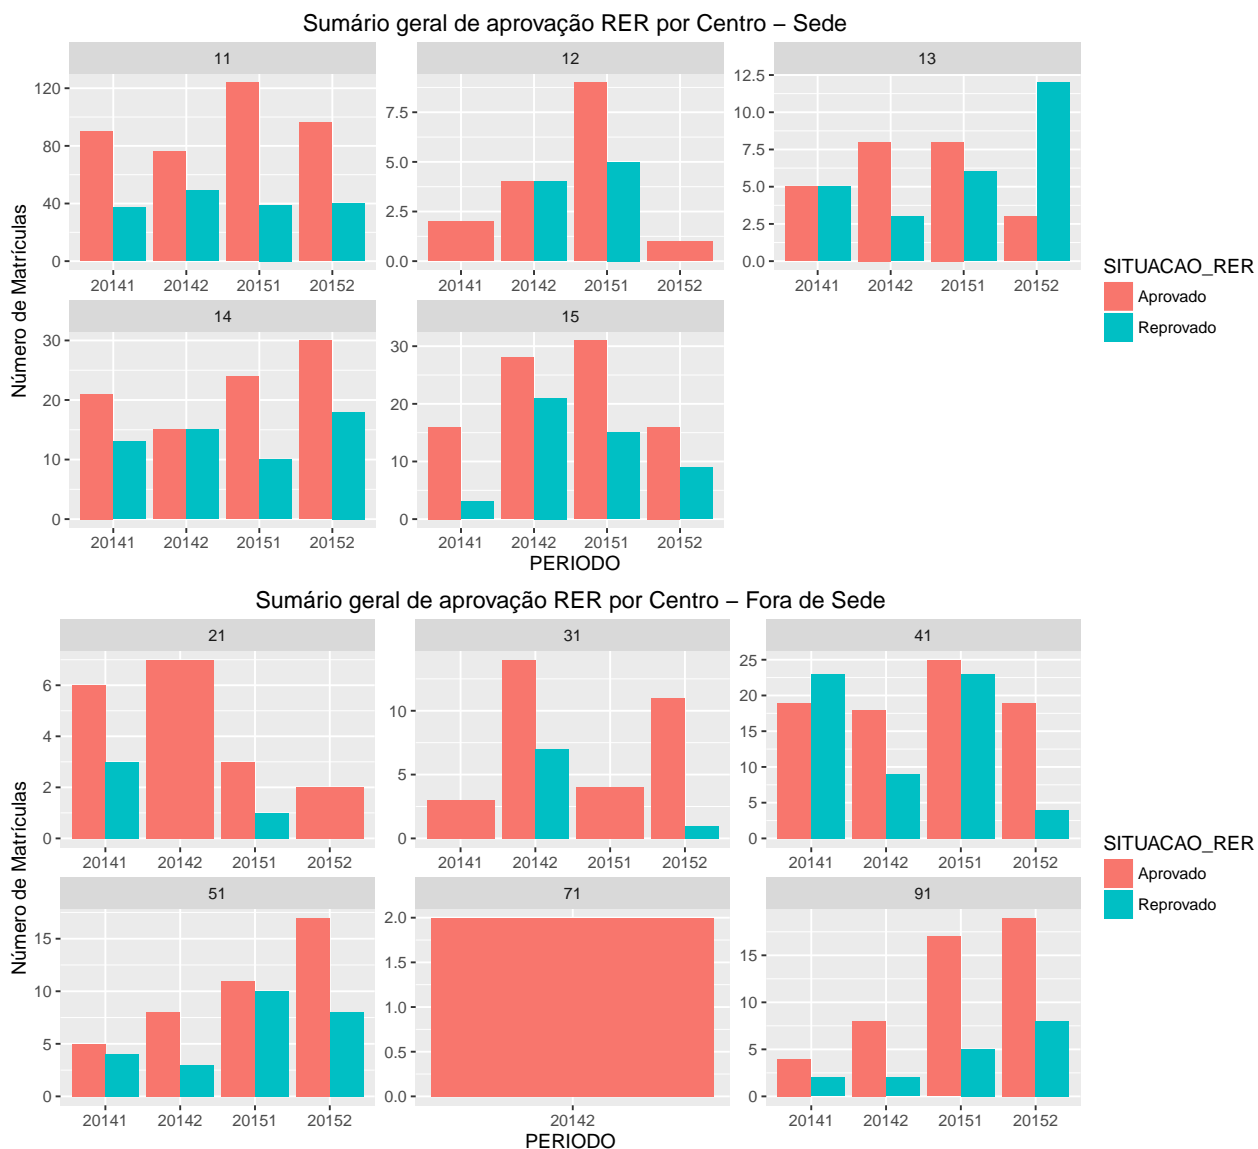 Sumário geral de aprovação RER por Centro – Sede
11 12 13
120
80
40
0
7.5
5.0
2.5
0.0
12.5
10.0
7.5
5.0
2.5
0.0
20141 20142 20151 20152
20141 20142 20151 20152
20141 20142 20151 20152
14 15
30
20
10
0
30
20
10
0
20141 20142 20151 20152
20141 20142 20151 20152
Número de Matrículas
PERIODO
SITUACAO_RER
Aprovado
Reprovado
Sumário geral de aprovação RER por Centro – Fora de Sede
21 31 41
6
4
2
0
10
5
0
25
20
15
10
5
0
20141 20142 20151 20152
20141 20142 20151 20152
20141 20142 20151 20152
51 71 91
15
10
5
0
2.0
1.5
1.0
0.5
0.0
15
10
5
0
20141 20142 20151 20152
20142
20141 20142 20151 20152
Número de Matrículas
PERIODO
SITUACAO_RER
Aprovado
Reprovado